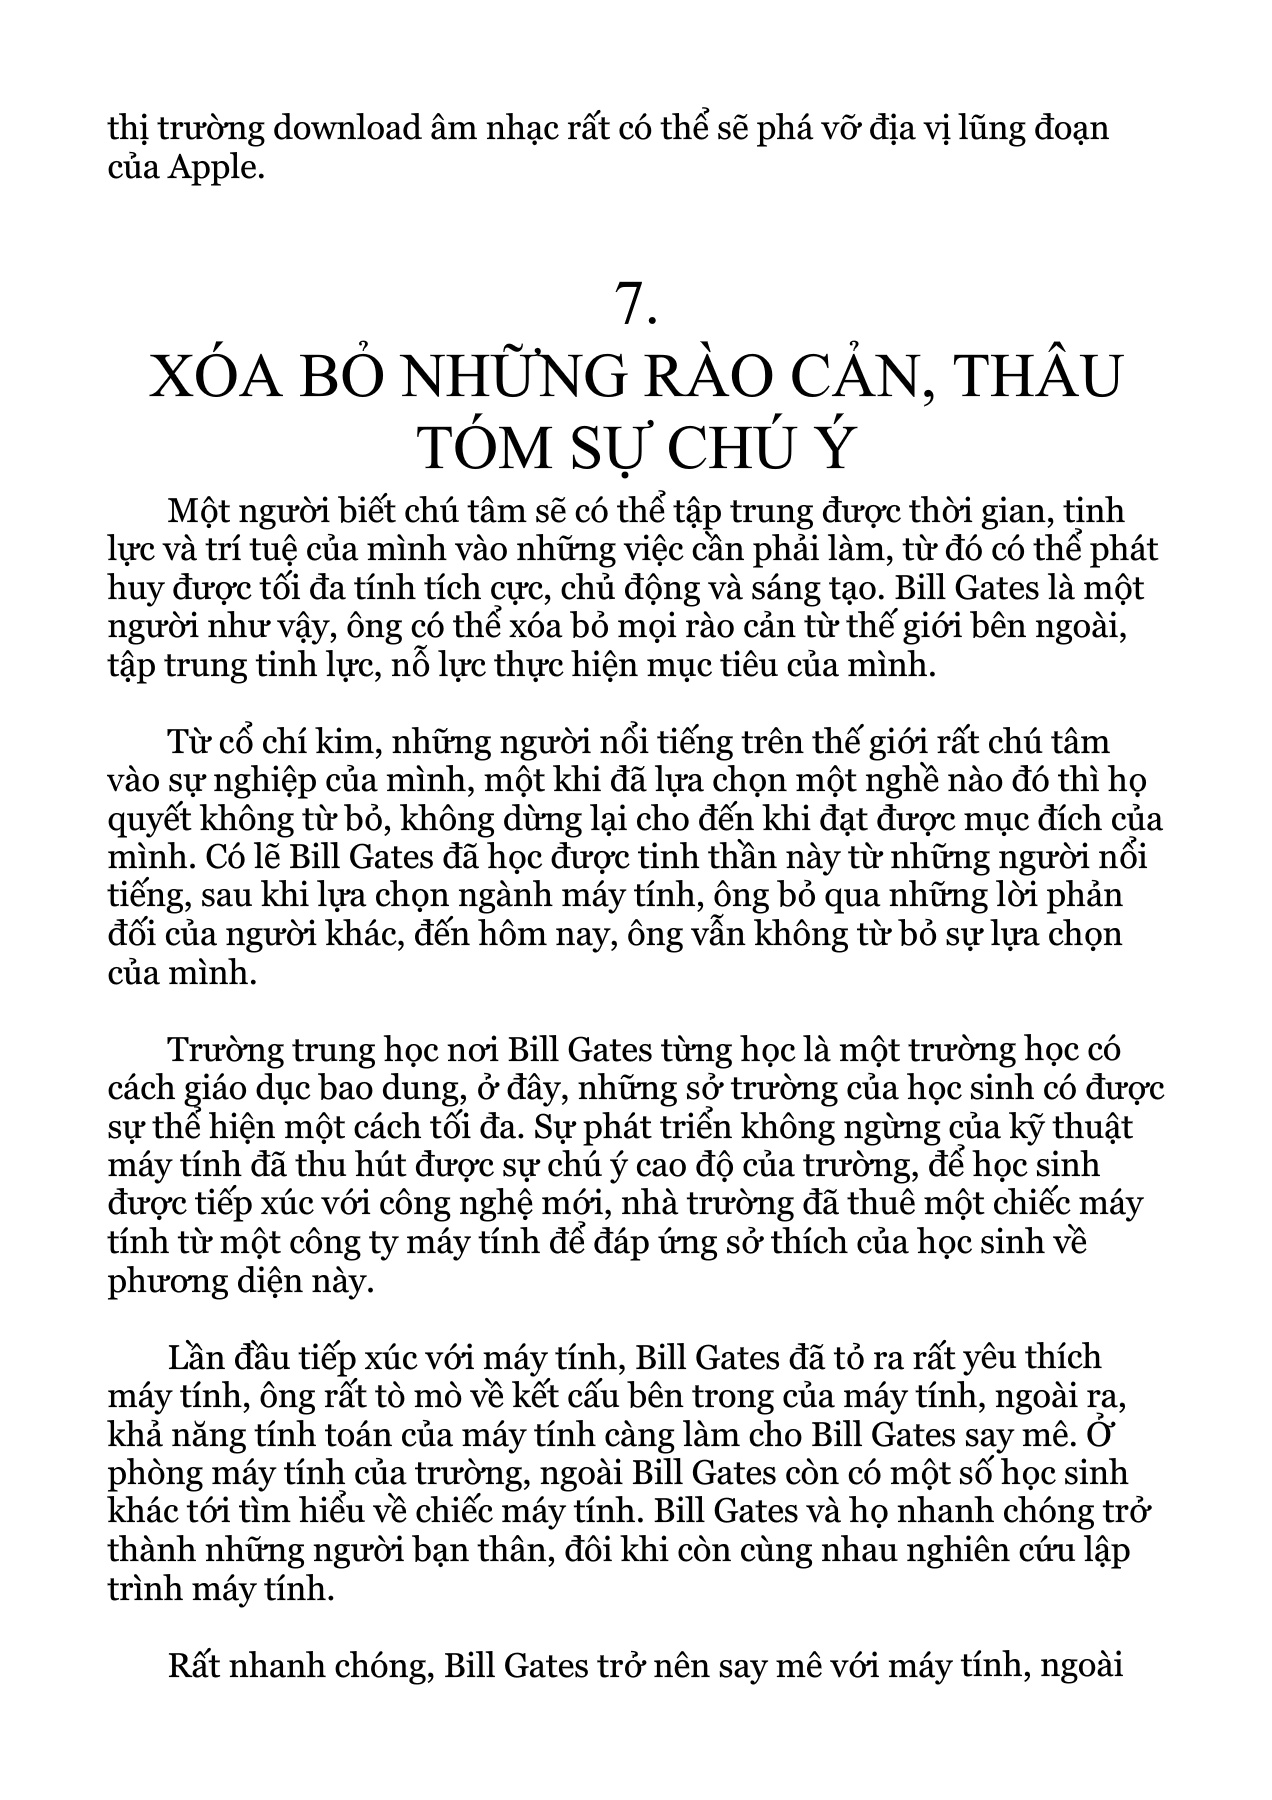 thị trường download âm nhạc rất có thể sẽ phá vỡ địa vị lũng đoạn
của Apple.
7.
XÓA BỎ NHỮNG RÀO CẢN, THÂU
TÓM SỰ CHÚ Ý
Một người biết chú tâm sẽ có thể tập trung được thời gian, tinh
lực và trí tuệ của mình vào những việc cần phải làm, từ đó có thể phát
huy được tối đa tính tích cực, chủ động và sáng tạo. Bill Gates là một
người như vậy, ông có thể xóa bỏ mọi rào cản từ thế giới bên ngoài,
tập trung tinh lực, nỗ lực thực hiện mục tiêu của mình.
Từ cổ chí kim, những người nổi tiếng trên thế giới rất chú tâm
vào sự nghiệp của mình, một khi đã lựa chọn một nghề nào đó thì họ
quyết không từ bỏ, không dừng lại cho đến khi đạt được mục đích của
mình. Có lẽ Bill Gates đã học được tinh thần này từ những người nổi
tiếng, sau khi lựa chọn ngành máy tính, ông bỏ qua những lời phản
đối của người khác, đến hôm nay, ông vẫn không từ bỏ sự lựa chọn
của mình.
Trường trung học nơi Bill Gates từng học là một trường học có
cách giáo dục bao dung, ở đây, những sở trường của học sinh có được
sự thể hiện một cách tối đa. Sự phát triển không ngừng của kỹ thuật
máy tính đã thu hút được sự chú ý cao độ của trường, để học sinh
được tiếp xúc với công nghệ mới, nhà trường đã thuê một chiếc máy
tính từ một công ty máy tính để đáp ứng sở thích của học sinh về
phương diện này.
Lần đầu tiếp xúc với máy tính, Bill Gates đã tỏ ra rất yêu thích
máy tính, ông rất tò mò về kết cấu bên trong của máy tính, ngoài ra,
khả năng tính toán của máy tính càng làm cho Bill Gates say mê. Ở
phòng máy tính của trường, ngoài Bill Gates còn có một số học sinh
khác tới tìm hiểu về chiếc máy tính. Bill Gates và họ nhanh chóng trở
thành những người bạn thân, đôi khi còn cùng nhau nghiên cứu lập
trình máy tính.
Rất nhanh chóng, Bill Gates trở nên say mê với máy tính, ngoài